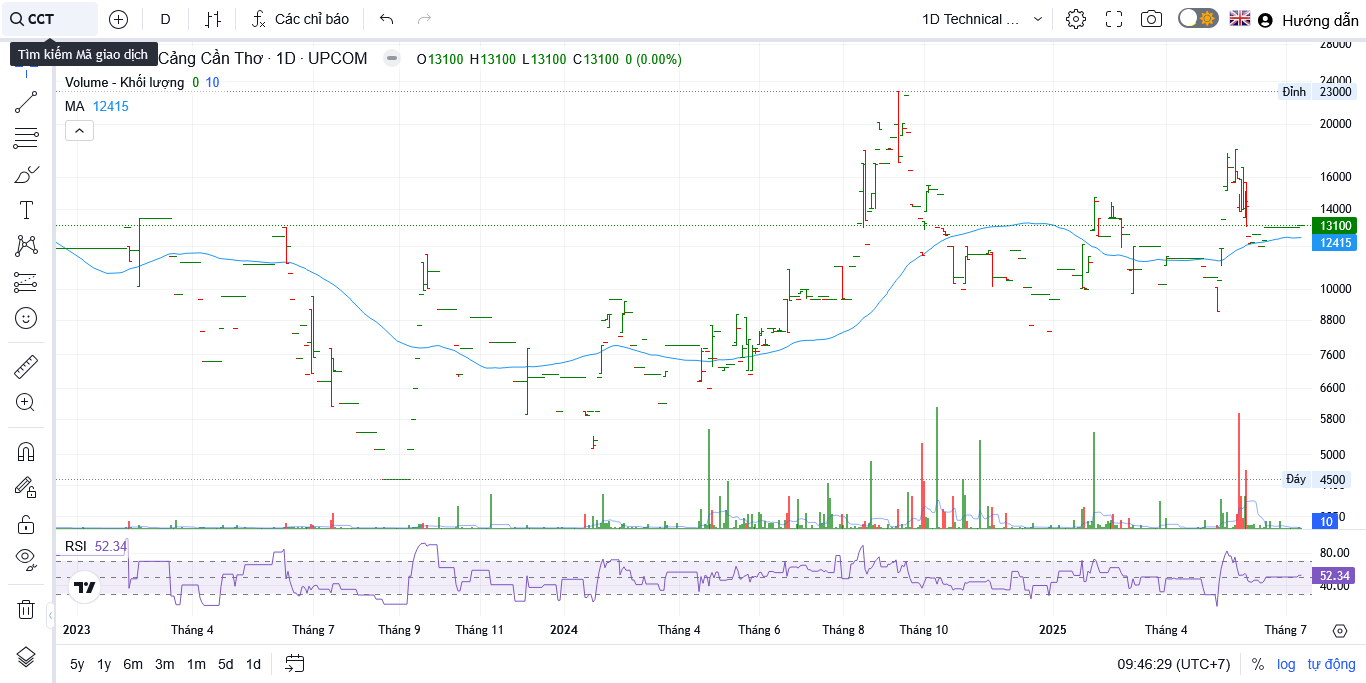 CCT D Các chỉ báo 1D Technical ... Hướng dẫn
Tìm kiếm Mã giao dịch
Cảng Cần Thơ · 1D · UPCOM O13100 H13100 L13100 C13100 0 (0.00%)
Volume - Khối lượng 0 10
MA 12415
28000
24000
Đỉnh 23000
20000
16000
14000
13100
12415
10000
8800
7600
6600
5800
5000
Đáy 4500
10
RSI 52.34
80.00
52.34
40.00
2023 Tháng 4 Tháng 7 Tháng 9 Tháng 11 2024 Tháng 4 Tháng 6 Tháng 8 Tháng 10 2025 Tháng 4 Tháng 7
5y 1y 6m 3m 1m 5d 1d 09:46:29 (UTC+7) % log tự động